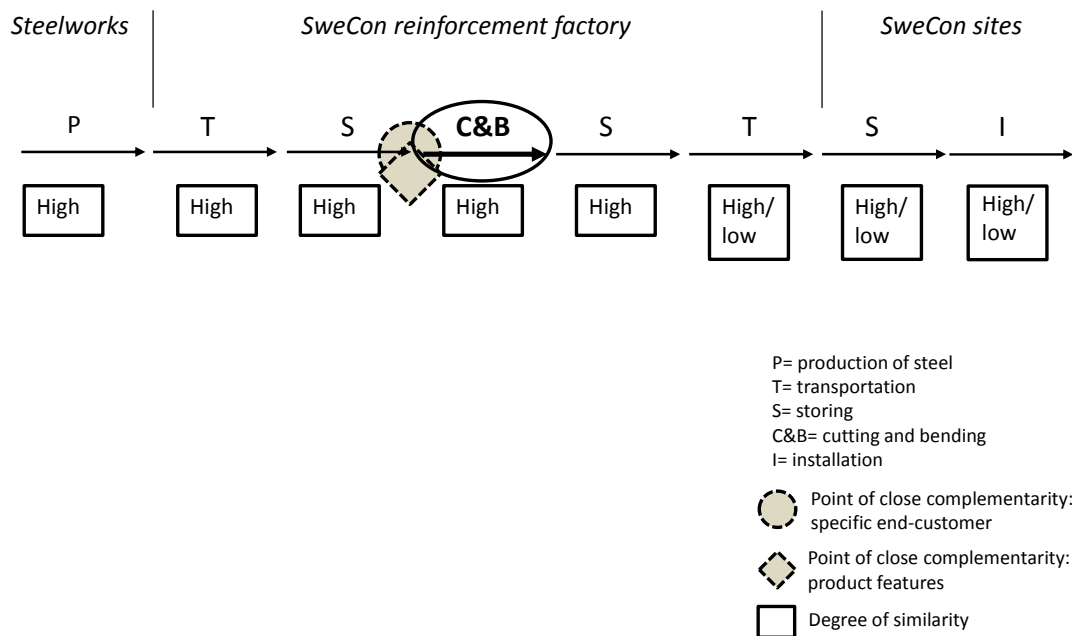 Steelworks SweCon reinforcement factory SweCon sites
P T S C&B S T S I
High High High High High High/ High/ High/
low low low
P= production of steel
T= transportation
S= storing
C&B= cutting and bending
I= installation
Point of close complementarity:
specific end-customer
Point of close complementarity:
product features
Degree of similarity